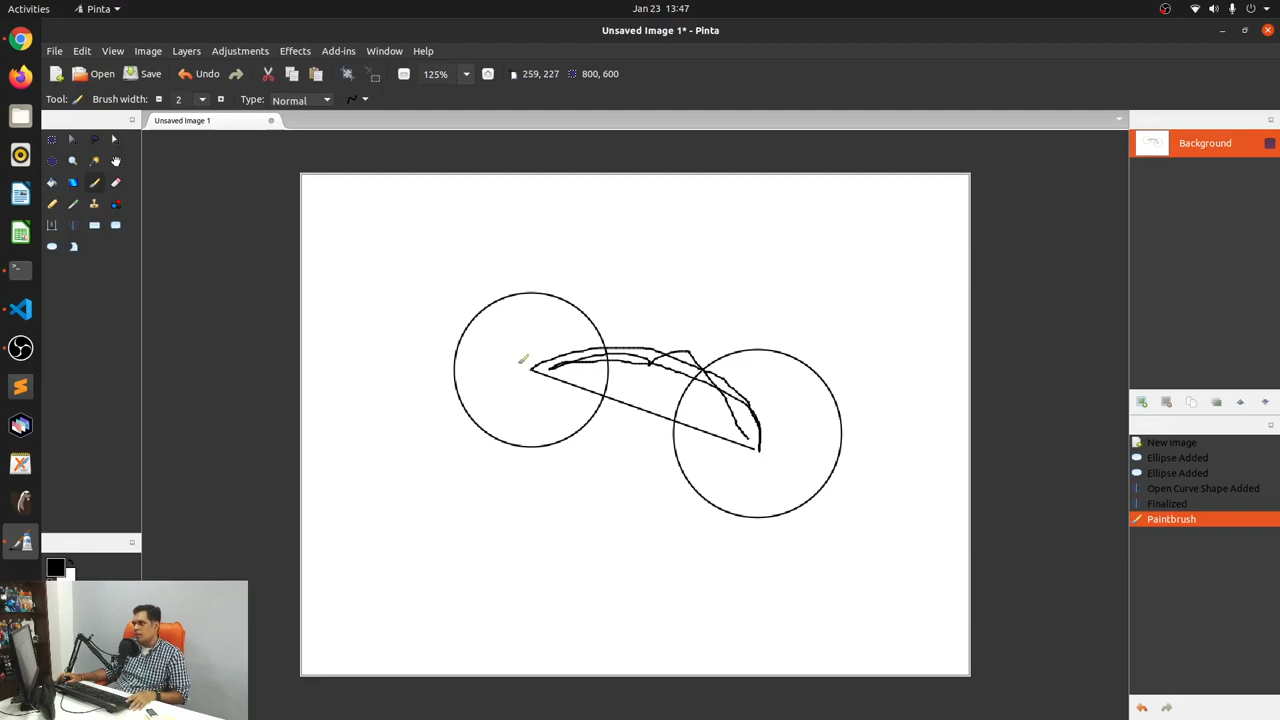 Activities
Pinta
Jan 23 13:47
Unsaved Image 1* - Pinta
File Edit View Image Layers Adjustments Effects Add-ins Window Help
Open Save Undo 125% 259, 227 800, 600
Tool: Brush width: 2 Type: Normal
Unsaved Image 1
Background
New Image
Ellipse Added
Ellipse Added
Open Curve Shape Added
Finalized
Paintbrush